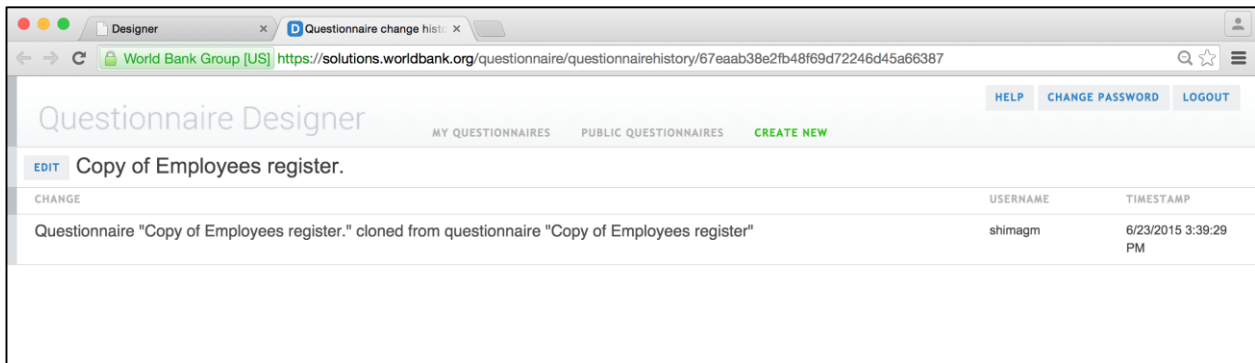 Designer
Questionnaire change histo
World Bank Group [US] https://solutions.worldbank.org/questionnaire/questionnairehistory/67eaab38e2fb48f69d72246d45a66387
HELP CHANGE PASSWORD LOGOUT
Questionnaire Designer MY QUESTIONNAIRES PUBLIC QUESTIONNAIRES CREATE NEW
EDIT Copy of Employees register.
CHANGE USERNAME TIMESTAMP
Questionnaire "Copy of Employees register." cloned from questionnaire "Copy of Employees register" shimagm 6/23/2015 3:39:29
PM